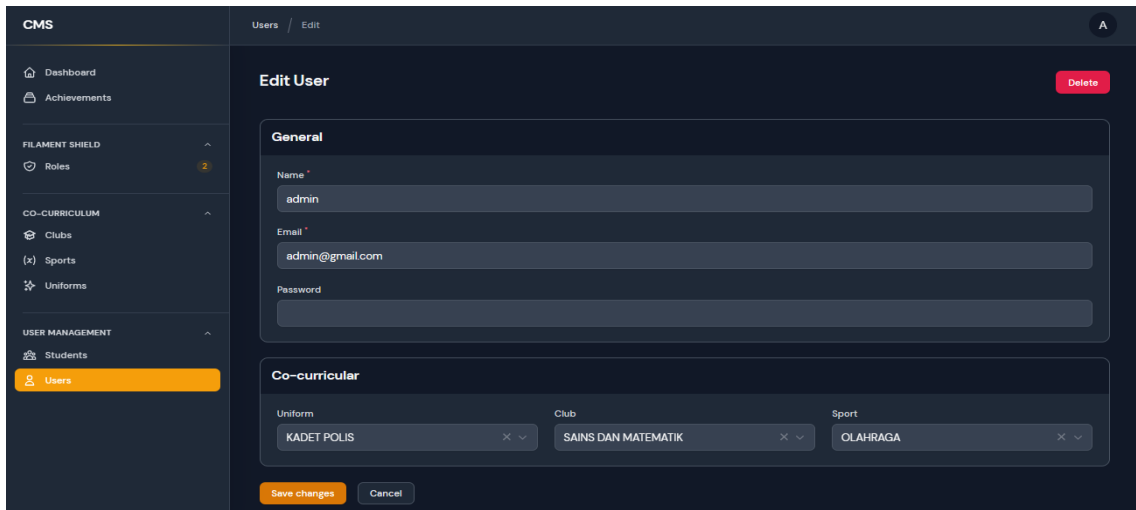 CMS
Users / Edit
A
Dashboard
Achievements
FILAMENT SHIELD
Roles 2
CO-CURRICULUM
Clubs
(x) Sports
Uniforms
USER MANAGEMENT
Students
Users
Edit User
Delete
General
Name *
admin
Email *
admin@gmail.com
Password
Co-curricular
Uniform Club Sport
KADET POLIS SAINS DAN MATEMATIK OLAHRAGA
Save changes Cancel